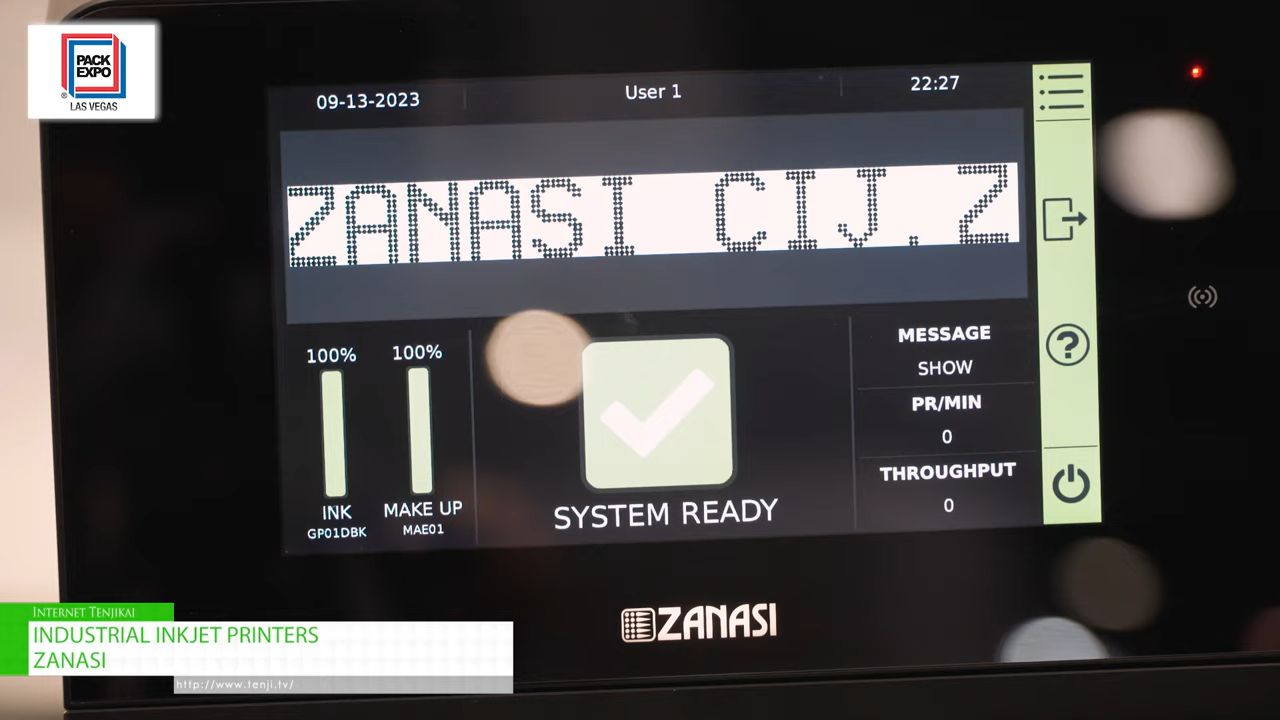 PACK
EXPO
®
LAS VEGAS
09-13-2023
User 1
22:27
ZANASI CIJ.Z
100%
100%
INK
GP01DBK
MAKE UP
MAE01
SYSTEM READY
MESSAGE
SHOW
PR/MIN
0
THROUGHPUT
0
ZANASI
INTERNET TENJIKAI
INDUSTRIAL INKJET PRINTERS
ZANASI
http://www.tenji.tv/